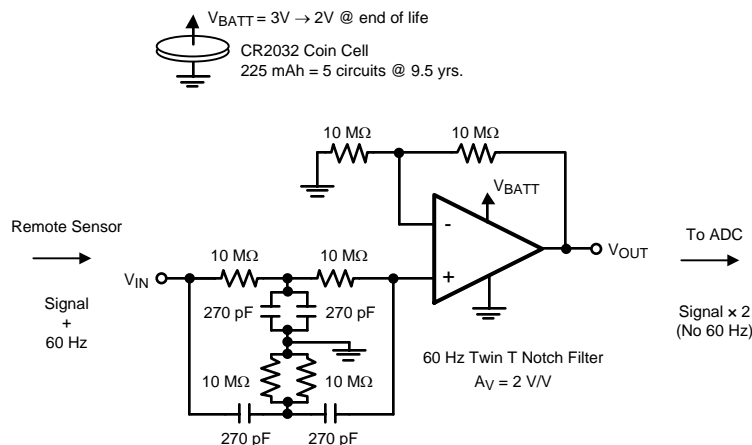 V_BATT = 3V → 2V @ end of life
CR2032 Coin Cell
225 mAh = 5 circuits @ 9.5 yrs.
10 MΩ
10 MΩ
V_BATT
-
+
V_OUT
Remote Sensor
Signal
+
60 Hz
V_IN
10 MΩ
10 MΩ
270 pF
270 pF
10 MΩ
10 MΩ
270 pF
270 pF
To ADC
Signal × 2
(No 60 Hz)
60 Hz Twin T Notch Filter
A_V = 2 V/V